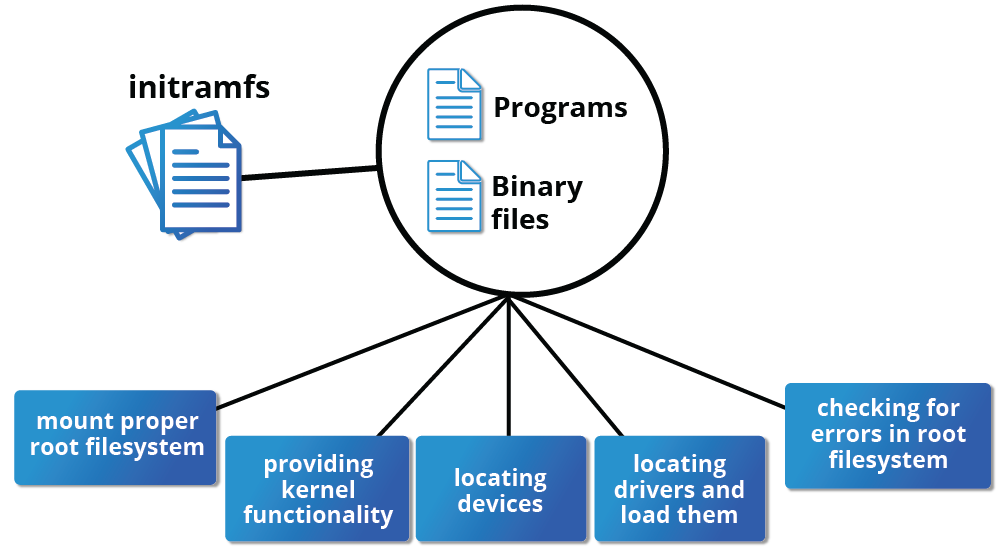 initramfs
Programs
Binary
files
mount proper
root filesystem
providing
kernel
functionality
locating
devices
locating
drivers and
load them
checking for
errors in root
filesystem